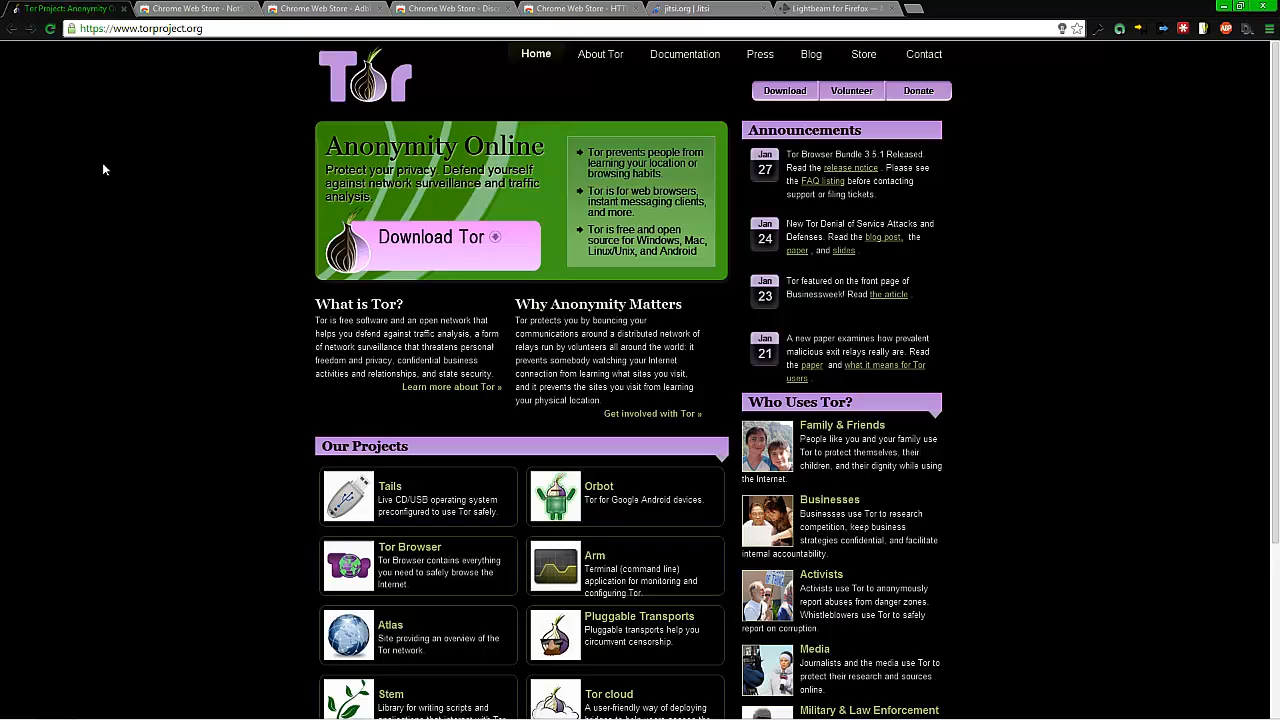 Tor Project: Anonymity O
Chrome Web Store - Not
Chrome Web Store - Adb
Chrome Web Store - Disc
Chrome Web Store - HTT
jitsi.org | Jitsi
Lightbeam for Firefox —
https://www.torproject.org
Tor
Home
About Tor
Documentation
Press
Blog
Store
Contact
Download
Volunteer
Donate
Anonymity Online
Protect your privacy. Defend yourself
against network surveillance and traffic
analysis.
Download Tor
Tor prevents people from
learning your location or
browsing habits.
Tor is for web browsers,
instant messaging clients,
and more.
Tor is free and open
source for Windows, Mac,
Linux/Unix, and Android
What is Tor?
Tor is free software and an open network that
helps you defend against traffic analysis, a form
of network surveillance that threatens personal
freedom and privacy, confidential business
activities and relationships, and state security.
Learn more about Tor »
Why Anonymity Matters
Tor protects you by bouncing your
communications around a distributed network of
relays run by volunteers all around the world: it
prevents somebody watching your Internet
connection from learning what sites you visit,
and it prevents the sites you visit from learning
your physical location.
Get involved with Tor »
Our Projects
Tails
Live CD/USB operating system
preconfigured to use Tor safely.
Orbot
Tor for Google Android devices.
Tor Browser
Tor Browser contains everything
you need to safely browse the
Internet.
Arm
Terminal (command line)
application for monitoring and
configuring Tor.
Atlas
Site providing an overview of the
Tor network.
Pluggable Transports
Pluggable transports help you
circumvent censorship.
Stem
Library for writing scripts and
applications that interact with Tor.
Tor cloud
A user-friendly way of deploying
bridges to help users access the
Announcements
Jan
27
Tor Browser Bundle 3.5.1 Released.
Read the release notice . Please see
the FAQ listing before contacting
support or filing tickets.
Jan
24
New Tor Denial of Service Attacks and
Defenses. Read the blog post, the
paper , and slides .
Jan
23
Tor featured on the front page of
Businessweek! Read the article .
Jan
21
A new paper examines how prevalent
malicious exit relays really are. Read
the paper and what it means for Tor
users .
Who Uses Tor?
Family & Friends
People like you and your family use
Tor to protect themselves, their
children, and their dignity while using
the Internet.
Businesses
Businesses use Tor to research
competition, keep business
strategies confidential, and facilitate
internal accountability.
Activists
Activists use Tor to anonymously
report abuses from danger zones.
Whistleblowers use Tor to safely
report on corruption.
Media
Journalists and the media use Tor to
protect their research and sources
online.
Military & Law Enforcement